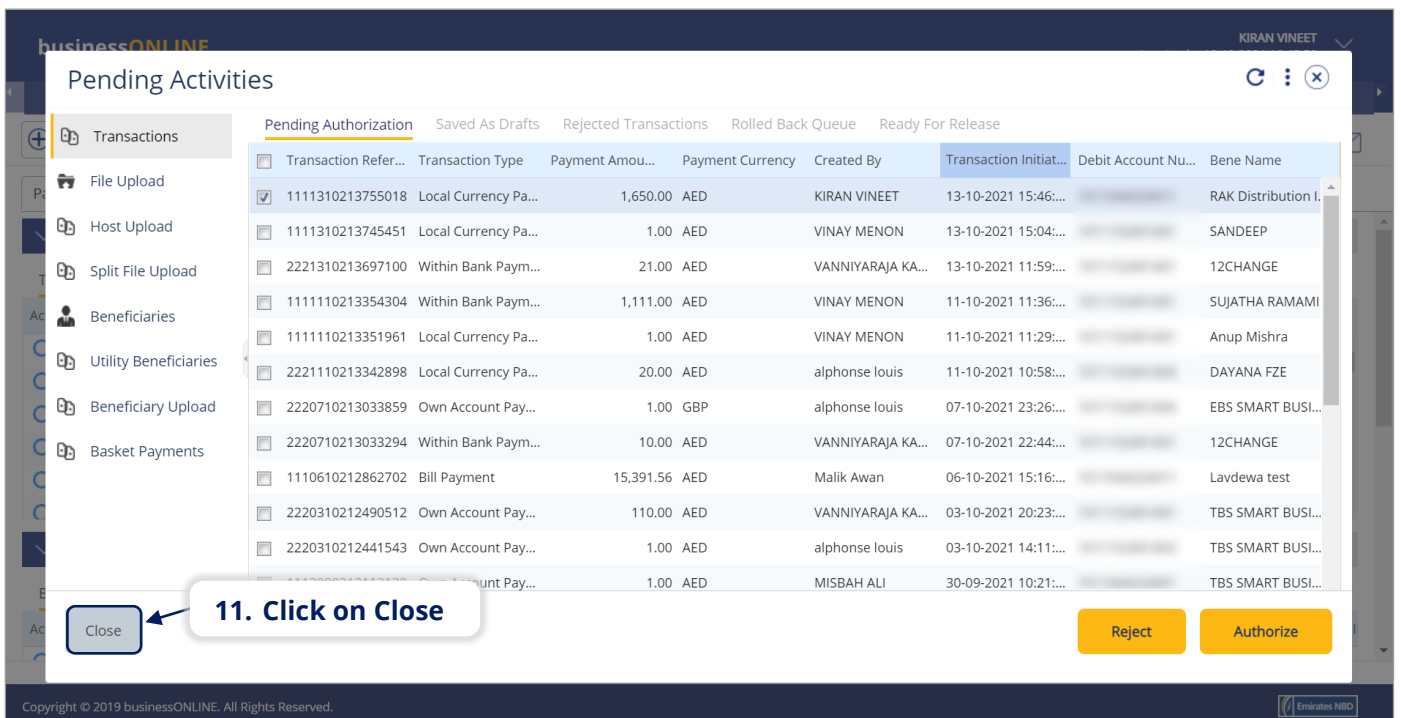 businessONLINE
KIRAN VINEET
Pending Activities
Transactions
File Upload
Host Upload
Split File Upload
Beneficiaries
Utility Beneficiaries
Beneficiary Upload
Basket Payments
Pending Authorization Saved As Drafts Rejected Transactions Rolled Back Queue Ready For Release
Transaction Refer... Transaction Type Payment Amou... Payment Currency Created By Transaction Initiat... Debit Account Nu... Bene Name
1111310213755018 Local Currency Pa... 1,650.00 AED KIRAN VINEET 13-10-2021 15:46:... RAK Distribution I.
1111310213745451 Local Currency Pa... 1.00 AED VINAY MENON 13-10-2021 15:04:... SANDEEP
2221310213697100 Within Bank Paym... 21.00 AED VANNIYARAJA KA... 13-10-2021 11:59:... 12CHANGE
1111110213354304 Within Bank Paym... 1,111.00 AED VINAY MENON 11-10-2021 11:36:... SUJATHA RAMAMI
1111110213351961 Local Currency Pa... 1.00 AED VINAY MENON 11-10-2021 11:29:... Anup Mishra
2221110213342898 Local Currency Pa... 20.00 AED alphonse louis 11-10-2021 10:58:... DAYANA FZE
2220710213033859 Own Account Pay... 1.00 GBP alphonse louis 07-10-2021 23:26:... EBS SMART BUSI...
2220710213033294 Within Bank Paym... 10.00 AED VANNIYARAJA KA... 07-10-2021 22:44:... 12CHANGE
1110610212862702 Bill Payment 15,391.56 AED Malik Awan 06-10-2021 15:16:... Lavdewa test
2220310212490512 Own Account Pay... 110.00 AED VANNIYARAJA KA... 03-10-2021 20:23:... TBS SMART BUSI...
2220310212441543 Own Account Pay... 1.00 AED alphonse louis 03-10-2021 14:11:... TBS SMART BUSI...
Pay... 1.00 AED MISBAH ALI 30-09-2021 10:21:... TBS SMART BUSI...
11. Click on Close
Close
Reject
Authorize
Copyright © 2019 businessONLINE. All Rights Reserved.
Emirates NBD